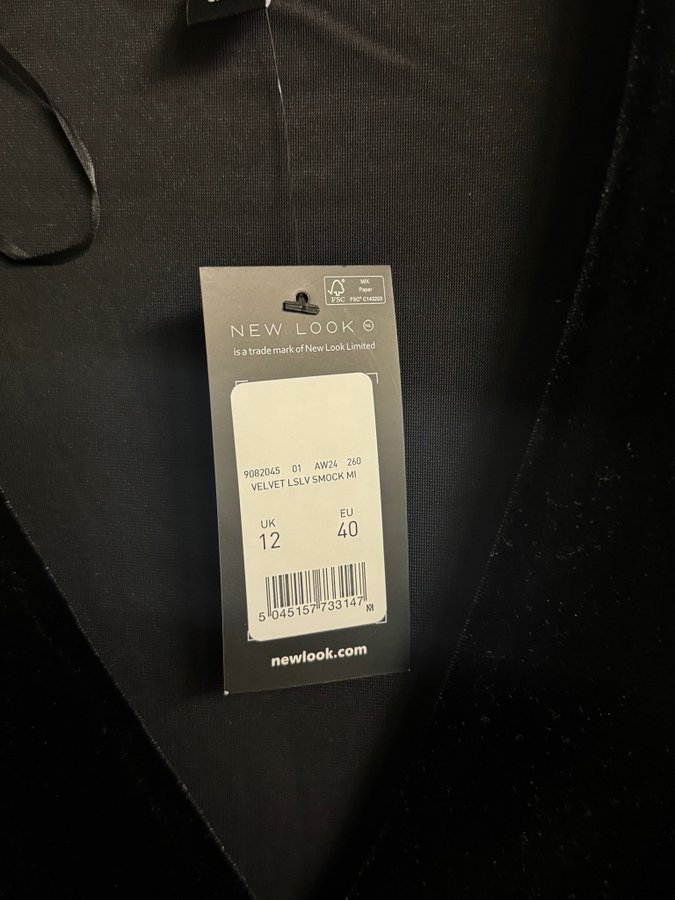 MIX
Paper
FSC
FSC® C143203
NEW LOOK NL
is a trade mark of New Look Limited
9082045 01 AW24 260
VELVET LSLV SMOCK MI
UK EU
12 40
5 045157 733147 M
newlook.com